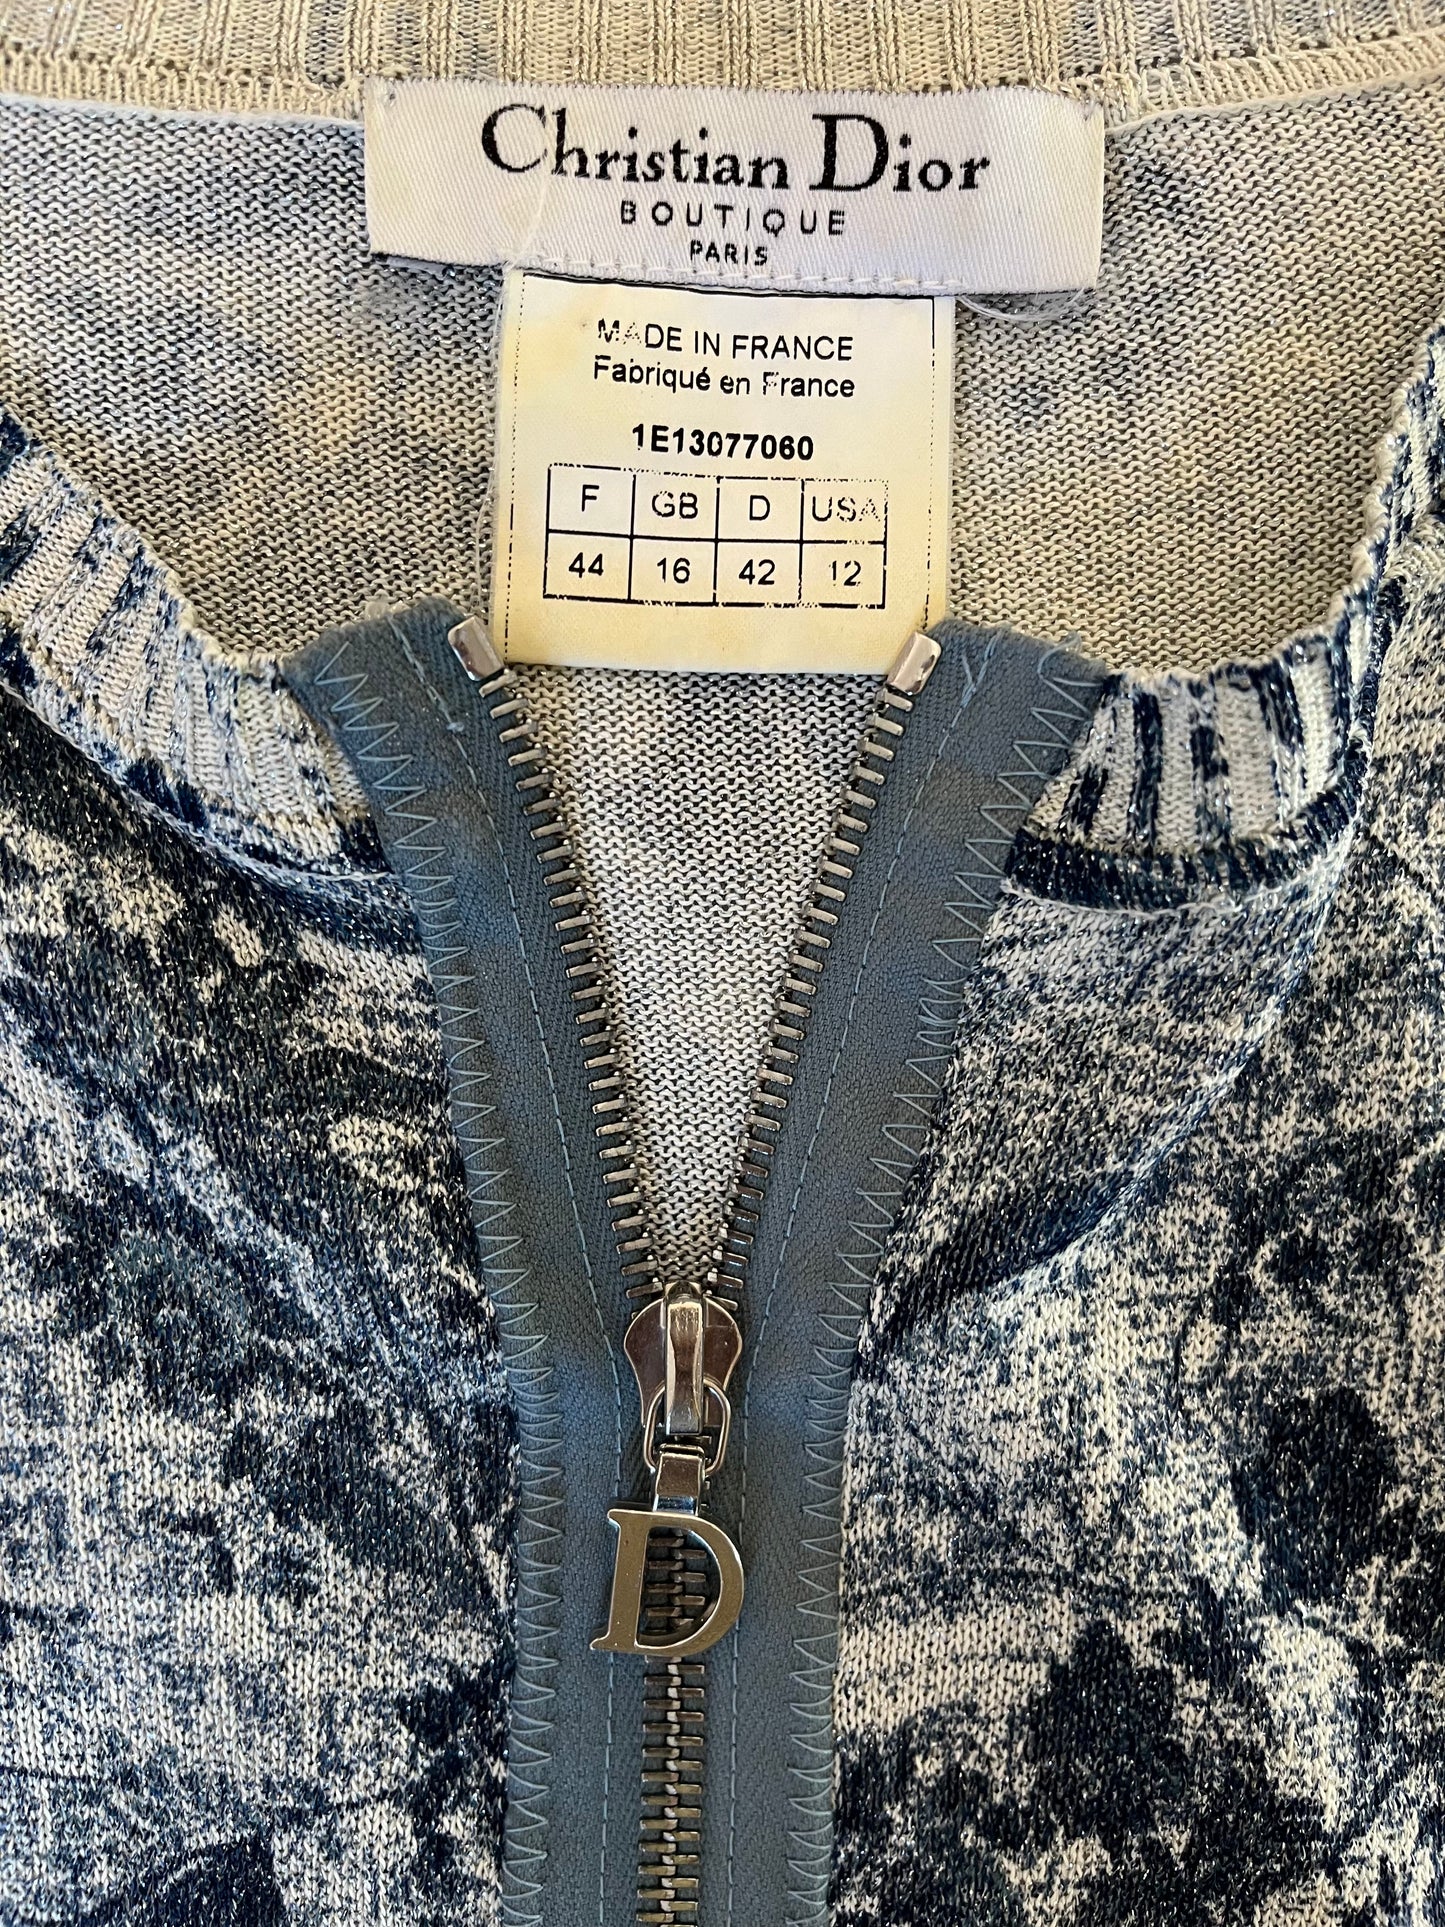 Christian Dior
BOUTIQUE
PARIS
MADE IN FRANCE
Fabriqué en France
1E13077060
F GB D USA
44 16 42 12
D